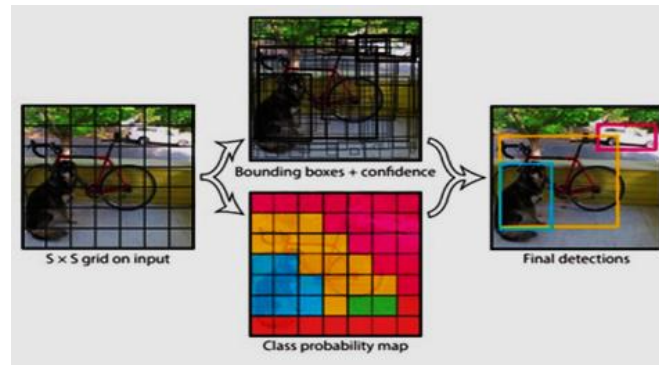 Bounding boxes + confidence
S × S grid on input
Final detections
Class probability map